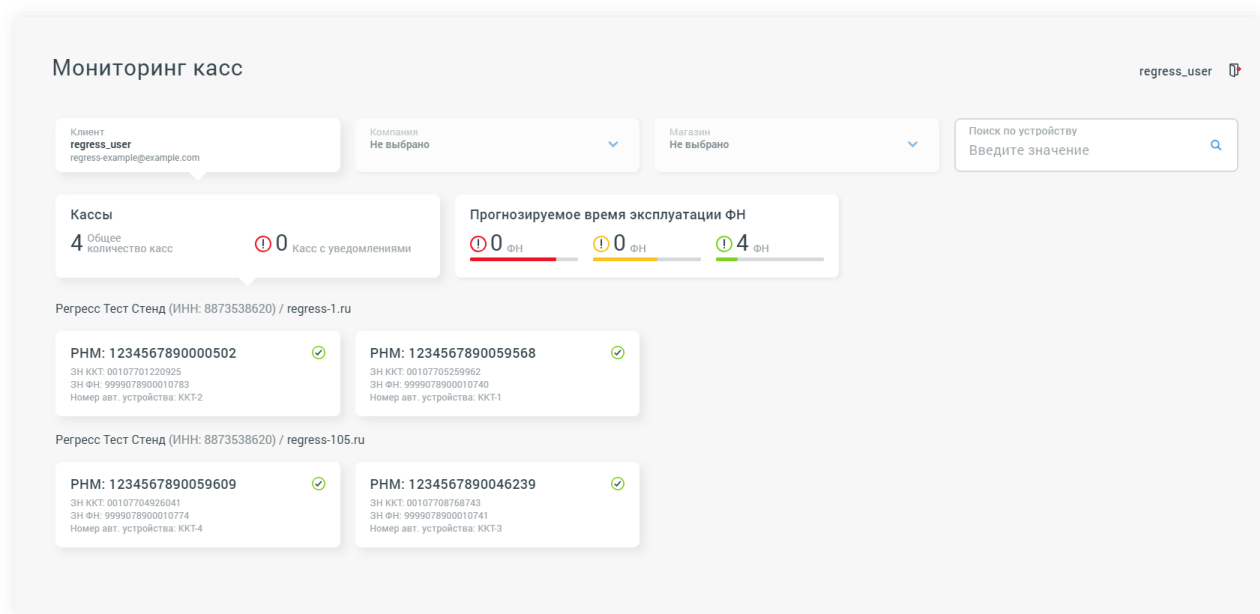 Мониторинг касс
regress_user
Клиент
regress_user
regress-example@example.com
Компания
Не выбрано
Магазин
Не выбрано
Поиск по устройству
Введите значение
Кассы
4 Общее количество касс
0 Касс с уведомлениями
Прогнозируемое время эксплуатации ФН
0 ФН
0 ФН
4 ФН
Регресс Тест Стенд (ИНН: 8873538620) / regress-1.ru
РНМ: 1234567890000502
ЗН ККТ: 00107701220925
ЗН ФН: 9999078900010783
Номер авт. устройства: ККТ-2
РНМ: 1234567890059568
ЗН ККТ: 00107705259962
ЗН ФН: 9999078900010740
Номер авт. устройства: ККТ-1
Регресс Тест Стенд (ИНН: 8873538620) / regress-105.ru
РНМ: 1234567890059609
ЗН ККТ: 00107704926041
ЗН ФН: 9999078900010774
Номер авт. устройства: ККТ-4
РНМ: 1234567890046239
ЗН ККТ: 00107708768743
ЗН ФН: 9999078900010741
Номер авт. устройства: ККТ-3